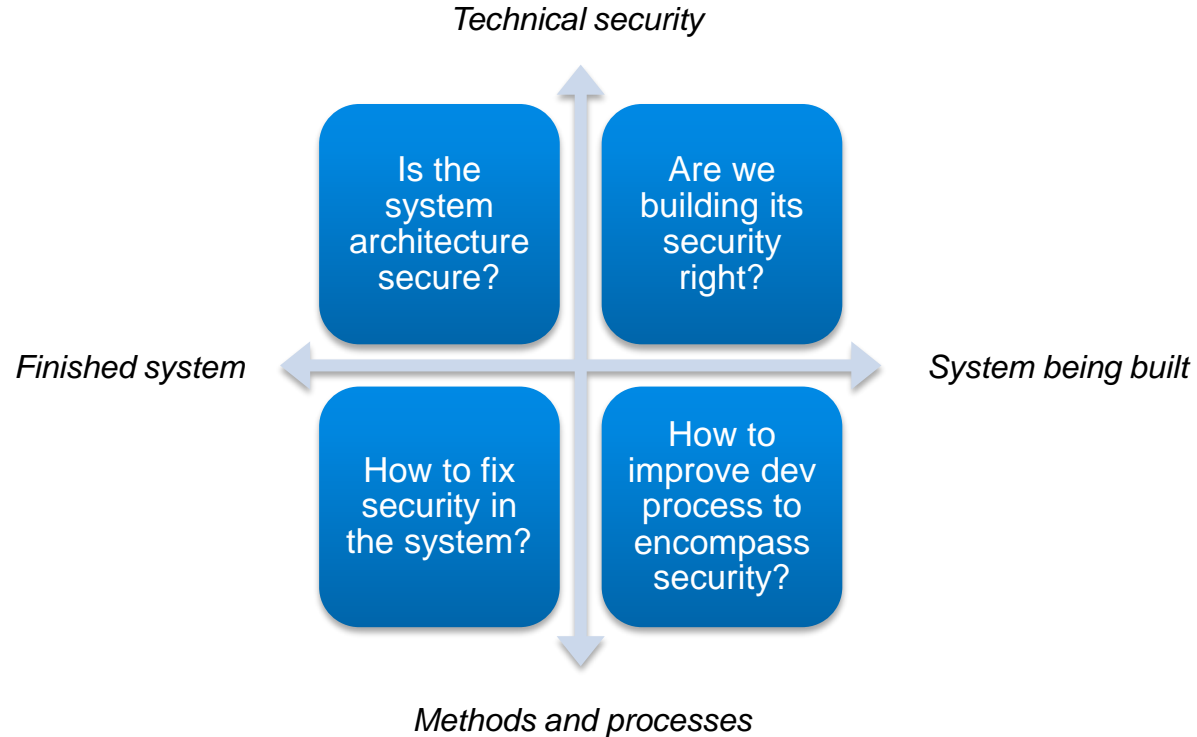 Technical security
Is the
system
architecture
secure?
Are we
building its
security
right?
Finished system
System being built
How to fix
security in
the system?
How to
improve dev
process to
encompass
security?
Methods and processes